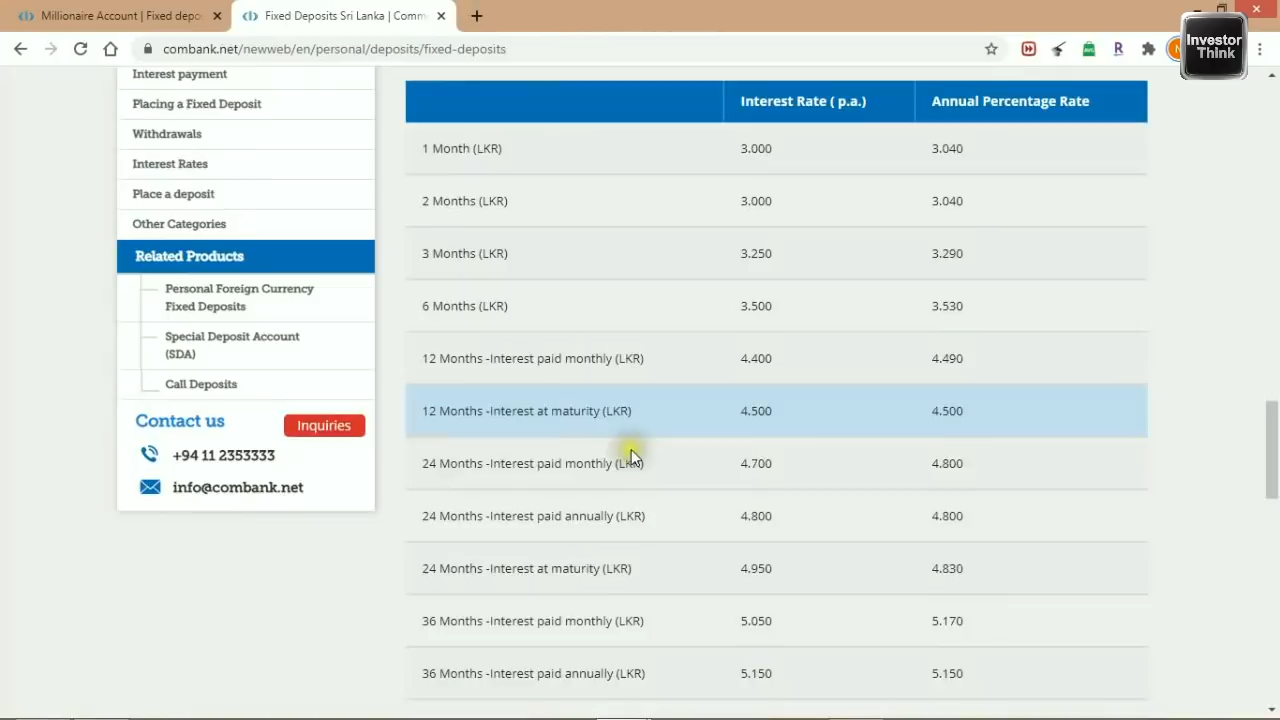 Millionaire Account | Fixed depo
Fixed Deposits Sri Lanka | Comm
combank.net/newweb/en/personal/deposits/fixed-deposits
Investor
Think
Interest payment
Placing a Fixed Deposit
Withdrawals
Interest Rates
Place a deposit
Other Categories
Related Products
Personal Foreign Currency
Fixed Deposits
Special Deposit Account
(SDA)
Call Deposits
Contact us
Inquiries
+94 11 2353333
info@combank.net
Interest Rate ( p.a.) Annual Percentage Rate
1 Month (LKR) 3.000 3.040
2 Months (LKR) 3.000 3.040
3 Months (LKR) 3.250 3.290
6 Months (LKR) 3.500 3.530
12 Months -Interest paid monthly (LKR) 4.400 4.490
12 Months -Interest at maturity (LKR) 4.500 4.500
24 Months -Interest paid monthly (LKR) 4.700 4.800
24 Months -Interest paid annually (LKR) 4.800 4.800
24 Months -Interest at maturity (LKR) 4.950 4.830
36 Months -Interest paid monthly (LKR) 5.050 5.170
36 Months -Interest paid annually (LKR) 5.150 5.150